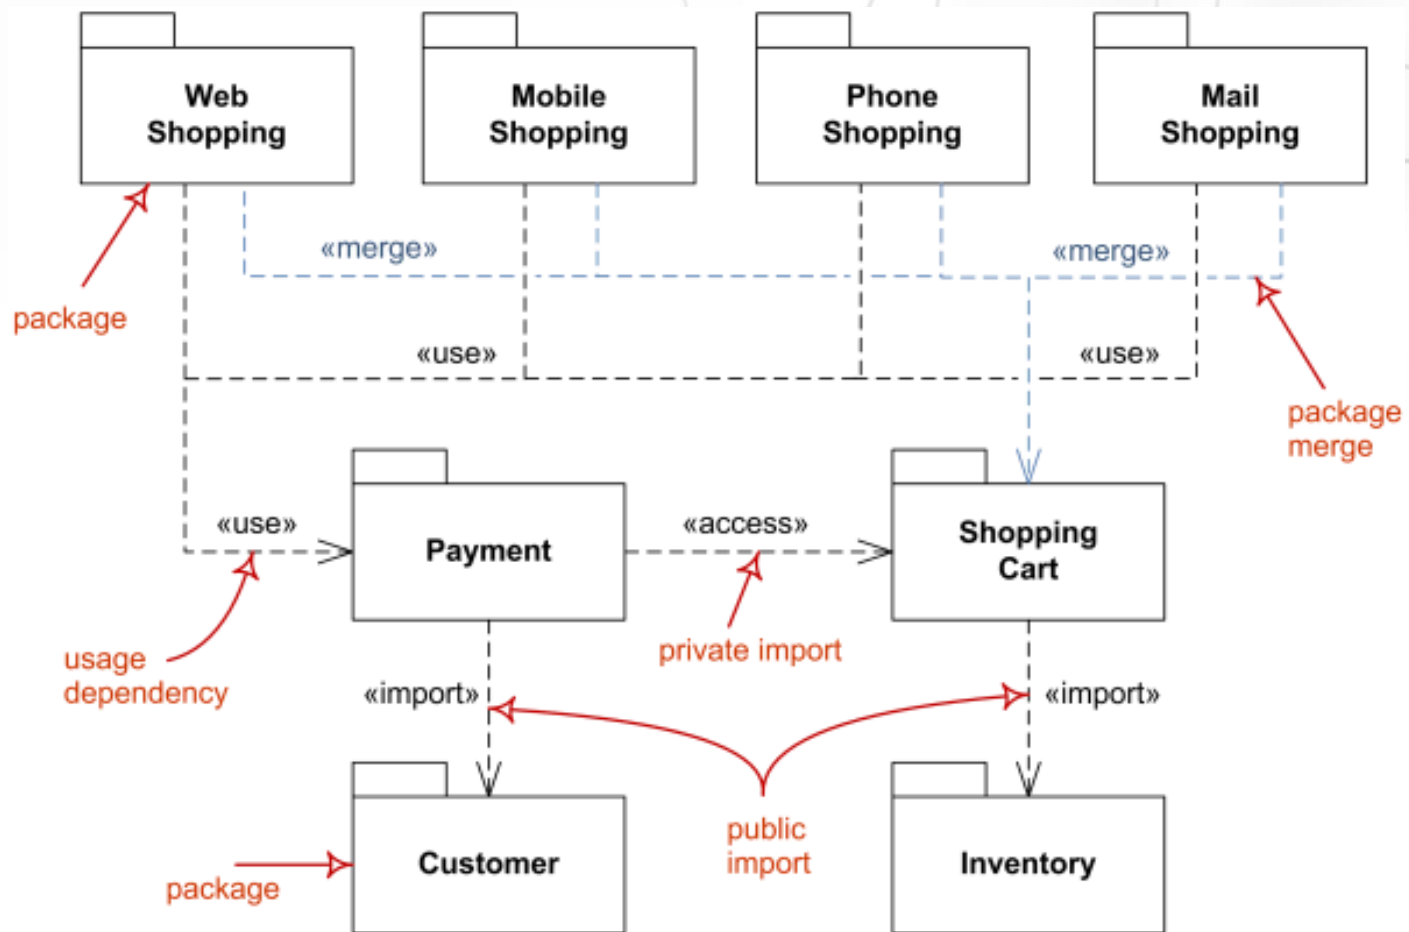 Web
Shopping
Mobile
Shopping
Phone
Shopping
Mail
Shopping
«merge»
«merge»
package
«use»
«use»
package
merge
«use»
Payment
«access»
Shopping
Cart
usage
dependency
private import
«import»
«import»
public
import
Customer
Inventory
package